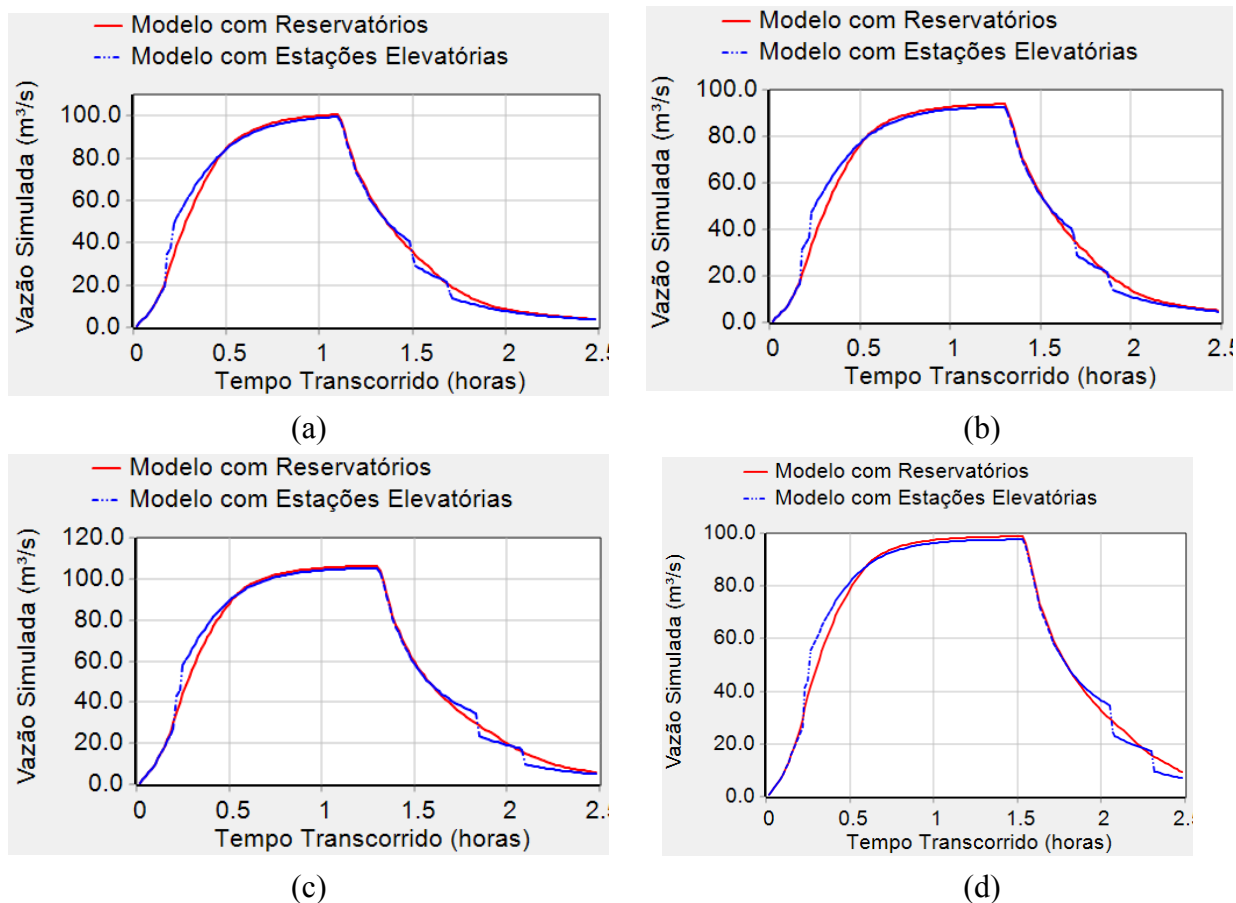 Modelo com Reservatórios
Modelo com Estações Elevatórias
Vazão Simulada (m³/s)
100.0
80.0
60.0
40.0
20.0
0.0
0 0.5 1 1.5 2 2.5
Tempo Transcorrido (horas)
(a)
Modelo com Reservatórios
Modelo com Estações Elevatórias
Vazão Simulada (m³/s)
100.0
80.0
60.0
40.0
20.0
0.0
0 0.5 1 1.5 2 2.5
Tempo Transcorrido (horas)
(b)
Modelo com Reservatórios
Modelo com Estações Elevatórias
Vazão Simulada (m³/s)
120.0
100.0
80.0
60.0
40.0
20.0
0.0
0 0.5 1 1.5 2 2.5
Tempo Transcorrido (horas)
(c)
Modelo com Reservatórios
Modelo com Estações Elevatórias
Vazão Simulada (m³/s)
100.0
80.0
60.0
40.0
20.0
0.0
0 0.5 1 1.5 2 2.5
Tempo Transcorrido (horas)
(d)